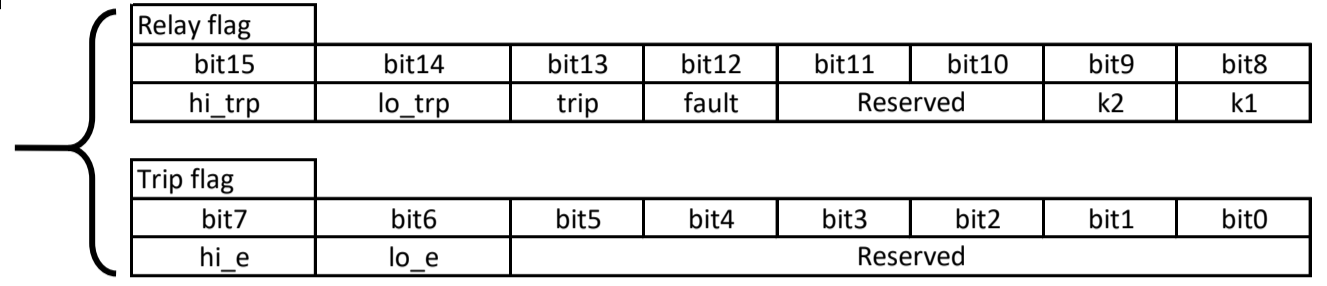 Relay flag
bit15 bit14 bit13 bit12 bit11 bit10 bit9 bit8
hi_trp lo_trp trip fault Reserved k2 k1
Trip flag
bit7 bit6 bit5 bit4 bit3 bit2 bit1 bit0
hi_e lo_e Reserved